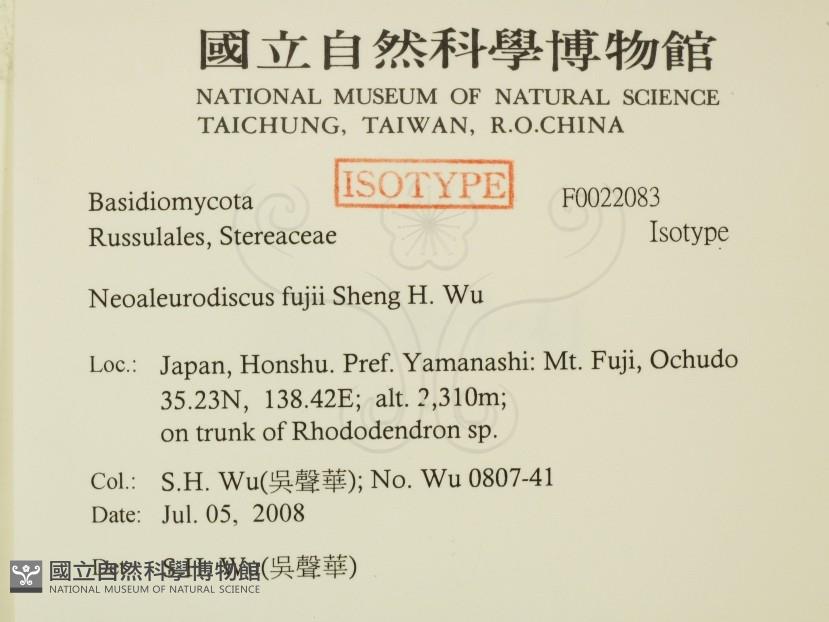 國立自然科學博物館
NATIONAL MUSEUM OF NATURAL SCIENCE
TAICHUNG, TAIWAN, R.O.CHINA
ISOTYPE
Basidiomycota F0022083
Russulales, Stereaceae Isotype
Neoaleurodiscus fujii Sheng H. Wu
Loc.: Japan, Honshu. Pref. Yamanashi: Mt. Fuji, Ochudo
35.23N, 138.42E; alt. 2,310m;
on trunk of Rhododendron sp.
Col.: S.H. Wu(吳聲華); No. Wu 0807-41
Date: Jul. 05, 2008
Det.: S.H. Wu(吳聲華)
國立自然科學博物館
NATIONAL MUSEUM OF NATURAL SCIENCE